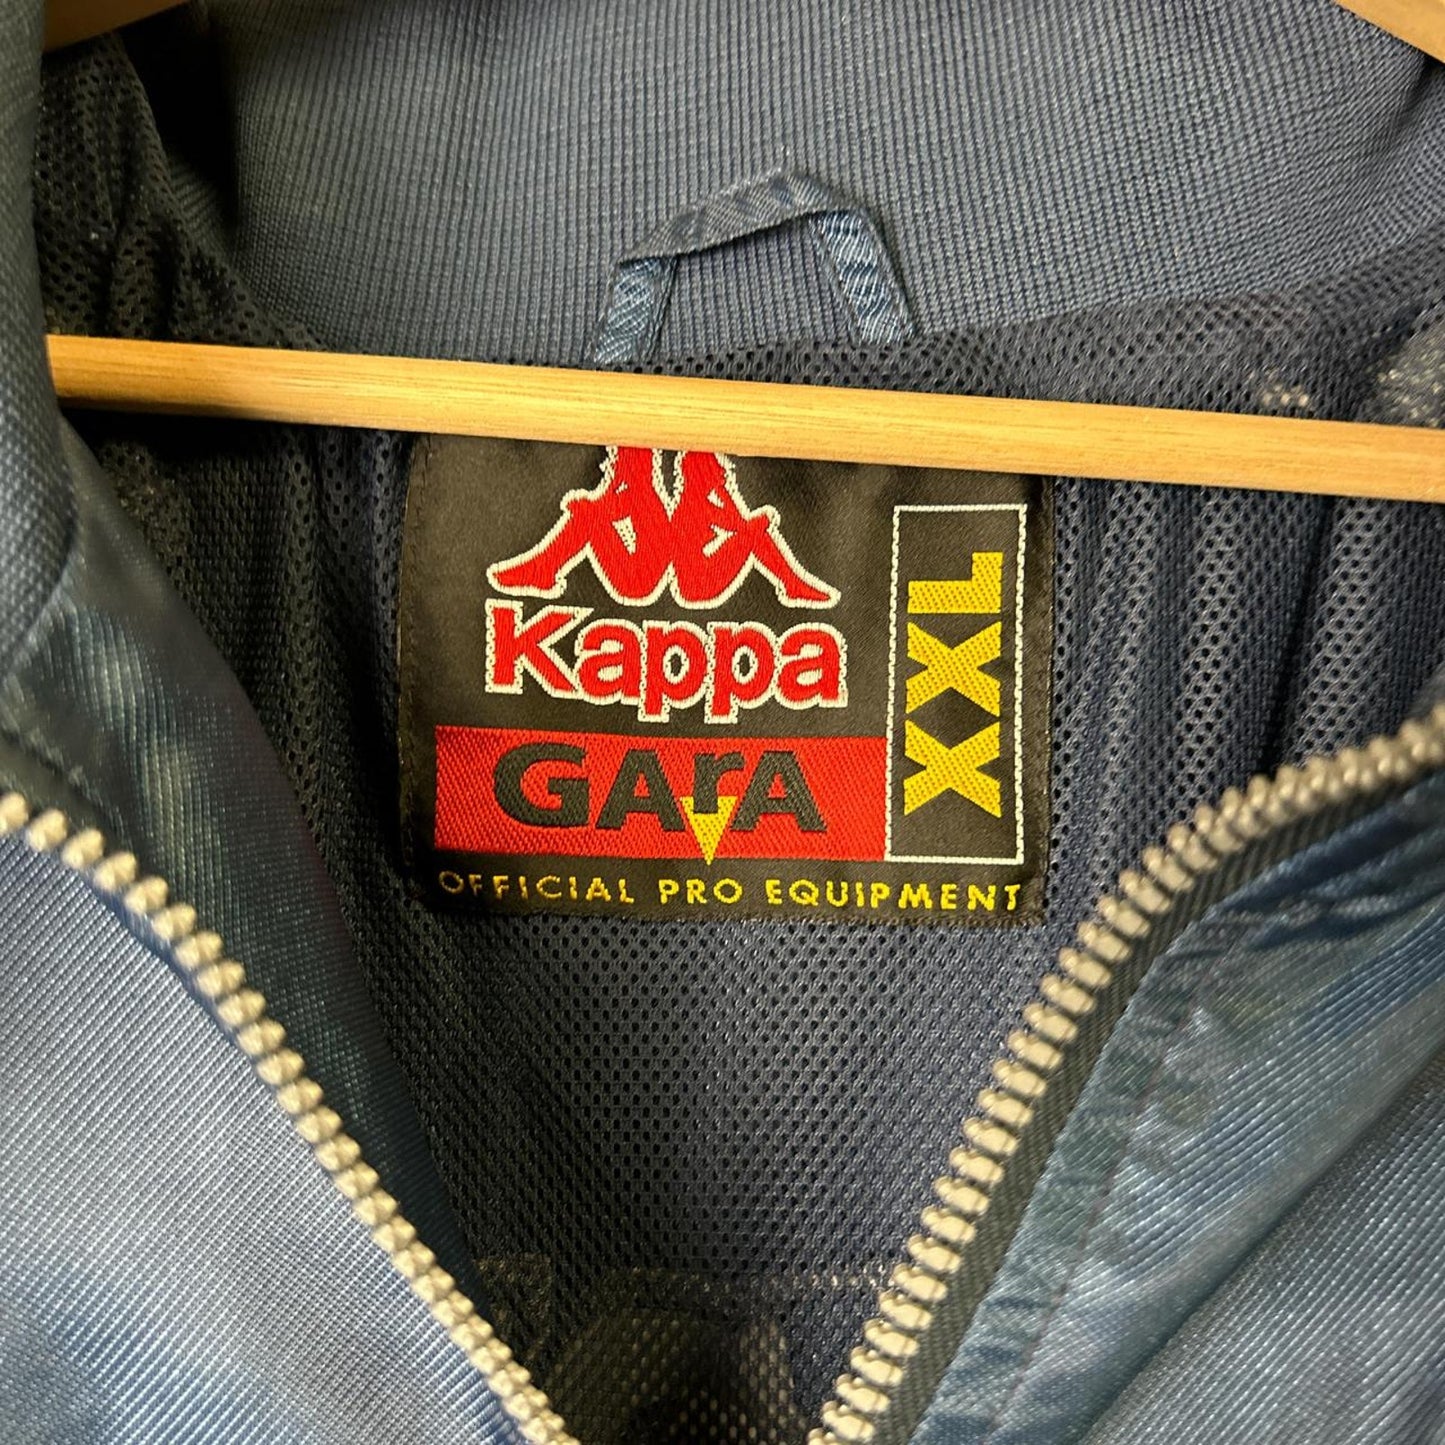 Kappa
GArA
OFFICIAL PRO EQUIPMENT
XXL